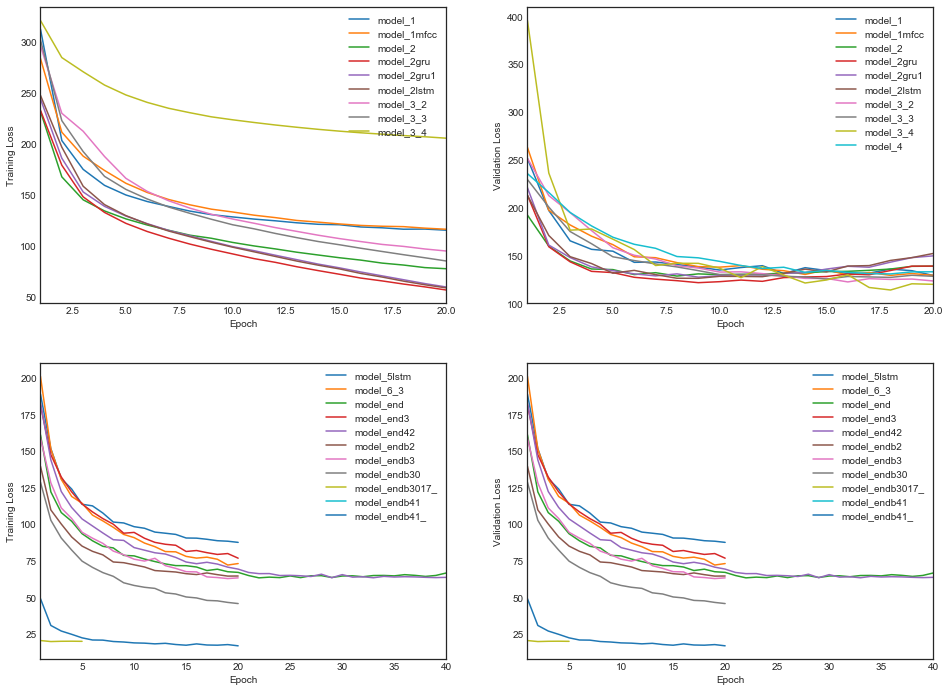 Training Loss
300
250
200
150
100
50
2.5
5.0
7.5
10.0
12.5
15.0
17.5
20.0
Epoch
model_1
model_1mfcc
model_2
model_2gru
model_2gru1
model_2lstm
model_3_2
model_3_3
model_3_4
Validation Loss
400
350
300
250
200
150
100
2.5
5.0
7.5
10.0
12.5
15.0
17.5
20.0
Epoch
model_1
model_1mfcc
model_2
model_2gru
model_2gru1
model_2lstm
model_3_2
model_3_3
model_3_4
model_4
Training Loss
200
175
150
125
100
75
50
25
5
10
15
20
25
30
35
40
Epoch
model_5lstm
model_6_3
model_end
model_end3
model_end42
model_endb2
model_endb3
model_endb30
model_endb3017_
model_endb41
model_endb41_
Validation Loss
200
175
150
125
100
75
50
25
5
10
15
20
25
30
35
40
Epoch
model_5lstm
model_6_3
model_end
model_end3
model_end42
model_endb2
model_endb3
model_endb30
model_endb3017_
model_endb41
model_endb41_